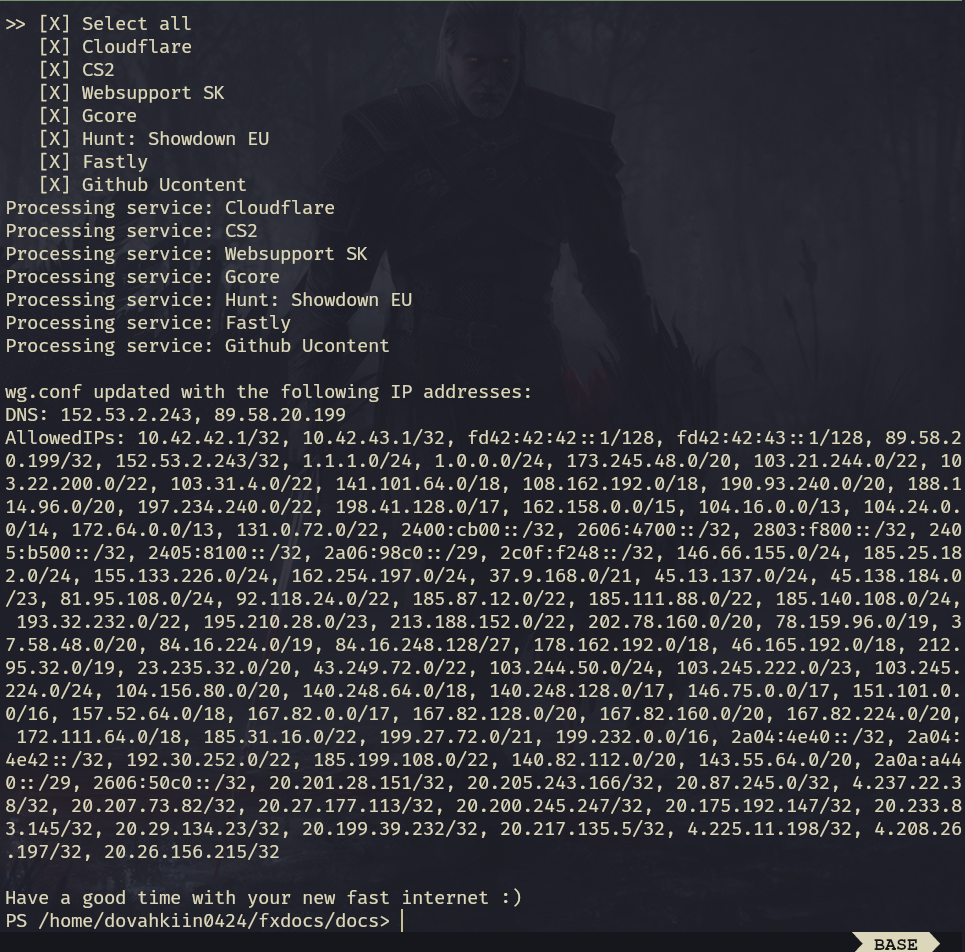 >> [X] Select all
[X] Cloudflare
[X] CS2
[X] Websupport SK
[X] Gcore
[X] Hunt: Showdown EU
[X] Fastly
[X] Github Ucontent
Processing service: Cloudflare
Processing service: CS2
Processing service: Websupport SK
Processing service: Gcore
Processing service: Hunt: Showdown EU
Processing service: Fastly
Processing service: Github Ucontent
wg.conf updated with the following IP addresses:
DNS: 152.53.2.243, 89.58.20.199
AllowedIPs: 10.42.42.1/32, 10.42.43.1/32, fd42:42:42::1/128, fd42:42:43::1/128, 89.58.2
0.199/32, 152.53.2.243/32, 1.1.1.0/24, 1.0.0.0/24, 173.245.48.0/20, 103.21.244.0/22, 10
3.22.200.0/22, 103.31.4.0/22, 141.101.64.0/18, 108.162.192.0/18, 190.93.240.0/20, 188.1
14.96.0/20, 197.234.240.0/22, 198.41.128.0/17, 162.158.0.0/15, 104.16.0.0/13, 104.24.0.
0/14, 172.64.0.0/13, 131.0.72.0/22, 2400:cb00::/32, 2606:4700::/32, 2803:f800::/32, 240
5:b500::/32, 2405:8100::/32, 2a06:98c0::/29, 2c0f:f248::/32, 146.66.155.0/24, 185.25.18
2.0/24, 155.133.226.0/24, 162.254.197.0/24, 37.9.168.0/21, 45.13.137.0/24, 45.138.184.0
/23, 81.95.108.0/24, 92.118.24.0/22, 185.87.12.0/22, 185.111.88.0/22, 185.140.108.0/24,
193.32.232.0/22, 195.210.28.0/23, 213.188.152.0/22, 202.78.160.0/20, 78.159.96.0/19, 3
7.58.48.0/20, 84.16.224.0/19, 84.16.248.128/27, 178.162.192.0/18, 46.165.192.0/18, 212.
95.32.0/19, 23.235.32.0/20, 43.249.72.0/22, 103.244.50.0/24, 103.245.222.0/23, 103.245.
224.0/24, 104.156.80.0/20, 140.248.64.0/18, 140.248.128.0/17, 146.75.0.0/17, 151.101.0.
0/16, 157.52.64.0/18, 167.82.0.0/17, 167.82.128.0/20, 167.82.160.0/20, 167.82.224.0/20,
172.111.64.0/18, 185.31.16.0/22, 199.27.72.0/21, 199.232.0.0/16, 2a04:4e40::/32, 2a04:
4e42::/32, 192.30.252.0/22, 185.199.108.0/22, 140.82.112.0/20, 143.55.64.0/20, 2a0a:a44
0::/29, 2606:50c0::/32, 20.201.28.151/32, 20.205.243.166/32, 20.87.245.0/32, 4.237.22.3
8/32, 20.207.73.82/32, 20.27.177.113/32, 20.200.245.247/32, 20.175.192.147/32, 20.233.8
3.145/32, 20.29.134.23/32, 20.199.39.232/32, 20.217.135.5/32, 4.225.11.198/32, 4.208.26
.197/32, 20.26.156.215/32
Have a good time with your new fast internet :)
PS /home/dovahkiin0424/fxdocs/docs>
BASE